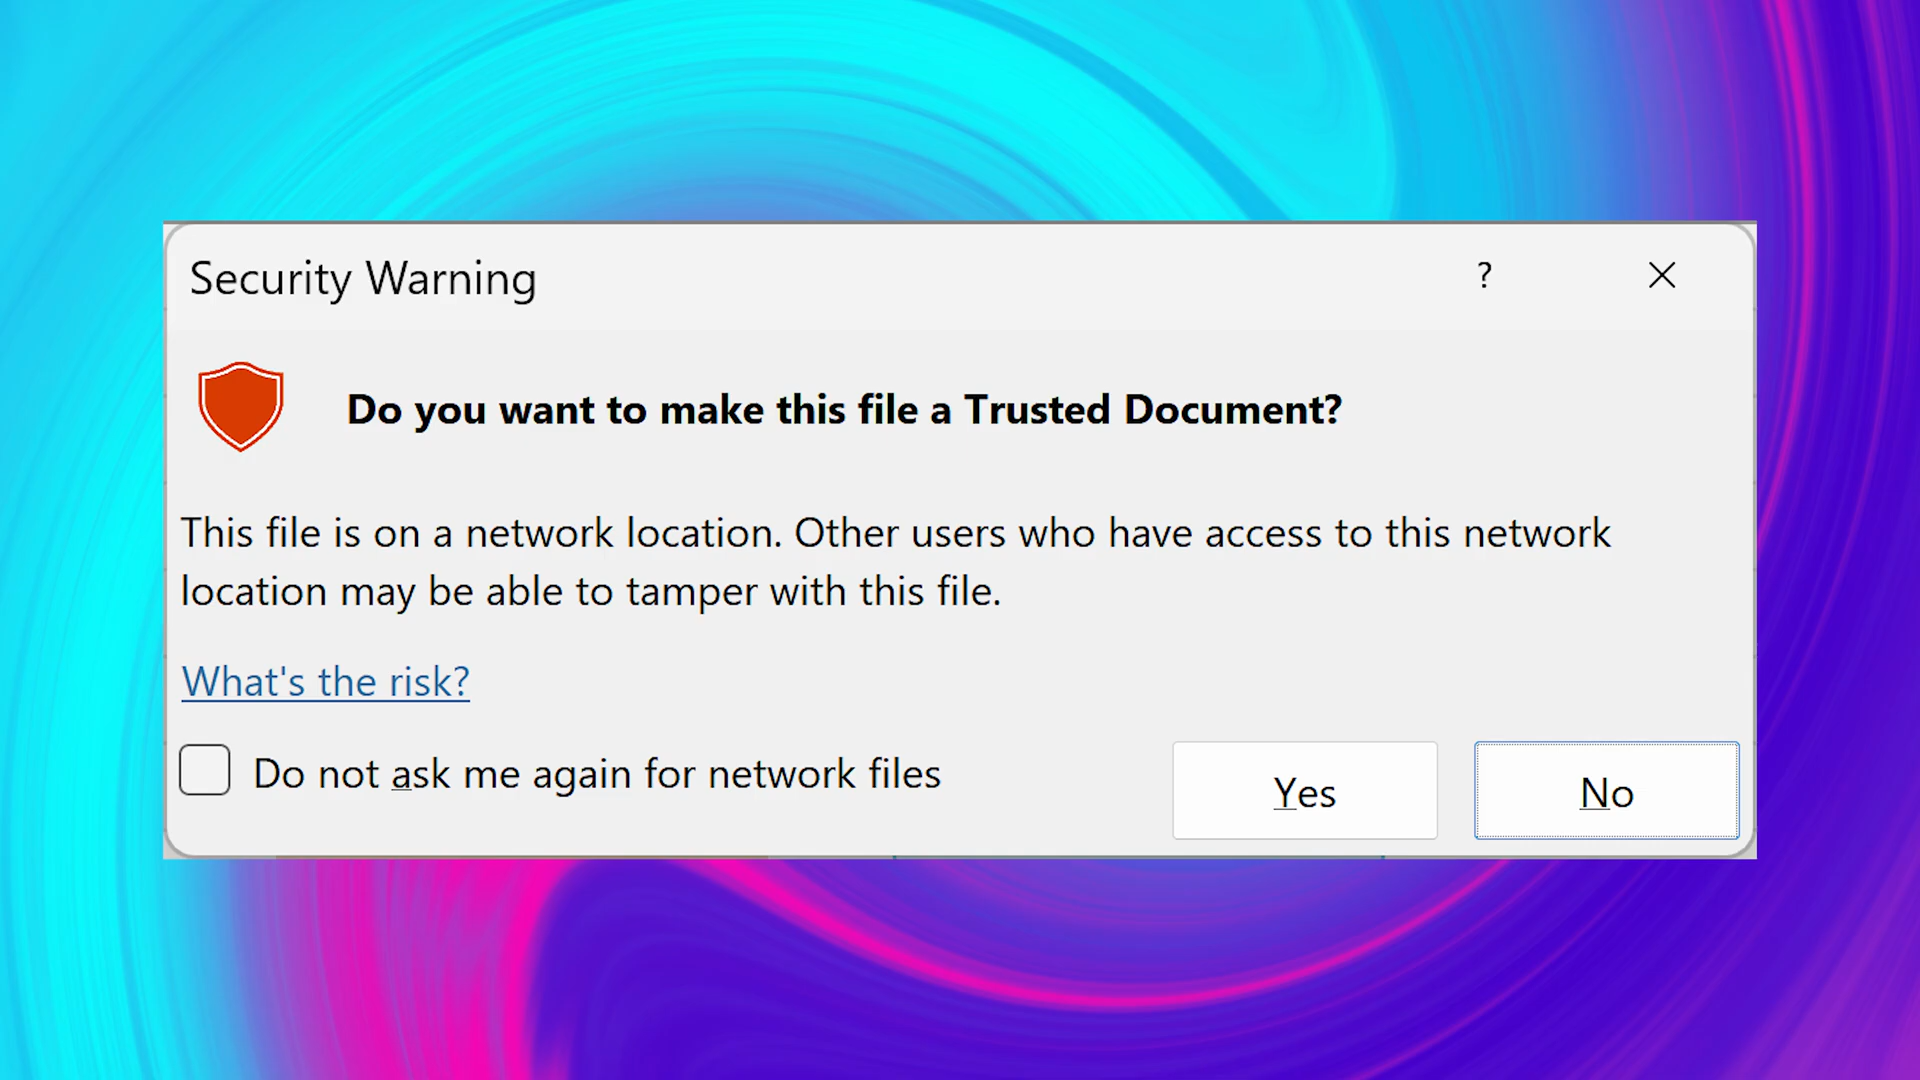 Security Warning
?
Do you want to make this file a Trusted Document?
This file is on a network location. Other users who have access to this network
location may be able to tamper with this file.
What's the risk?
Do not ask me again for network files
Yes
No